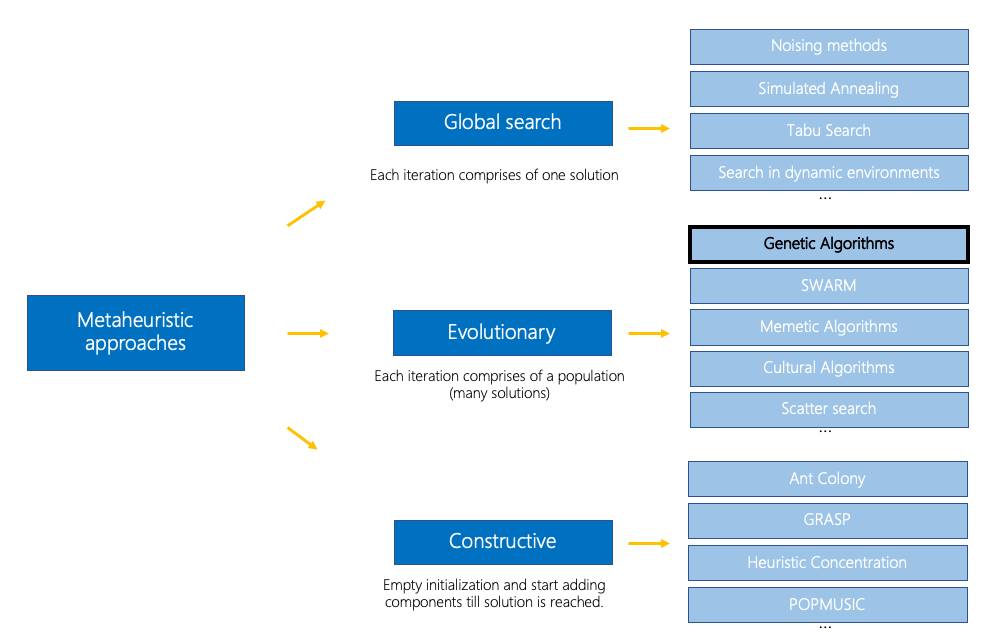 Metaheuristic
approaches
Global search
Each iteration comprises of one solution
Noising methods
Simulated Annealing
Tabu Search
Search in dynamic environments
...
Evolutionary
Each iteration comprises of a population
(many solutions)
Genetic Algorithms
SWARM
Memetic Algorithms
Cultural Algorithms
Scatter search
...
Constructive
Empty initialization and start adding
components till solution is reached.
Ant Colony
GRASP
Heuristic Concentration
POPMUSIC
...